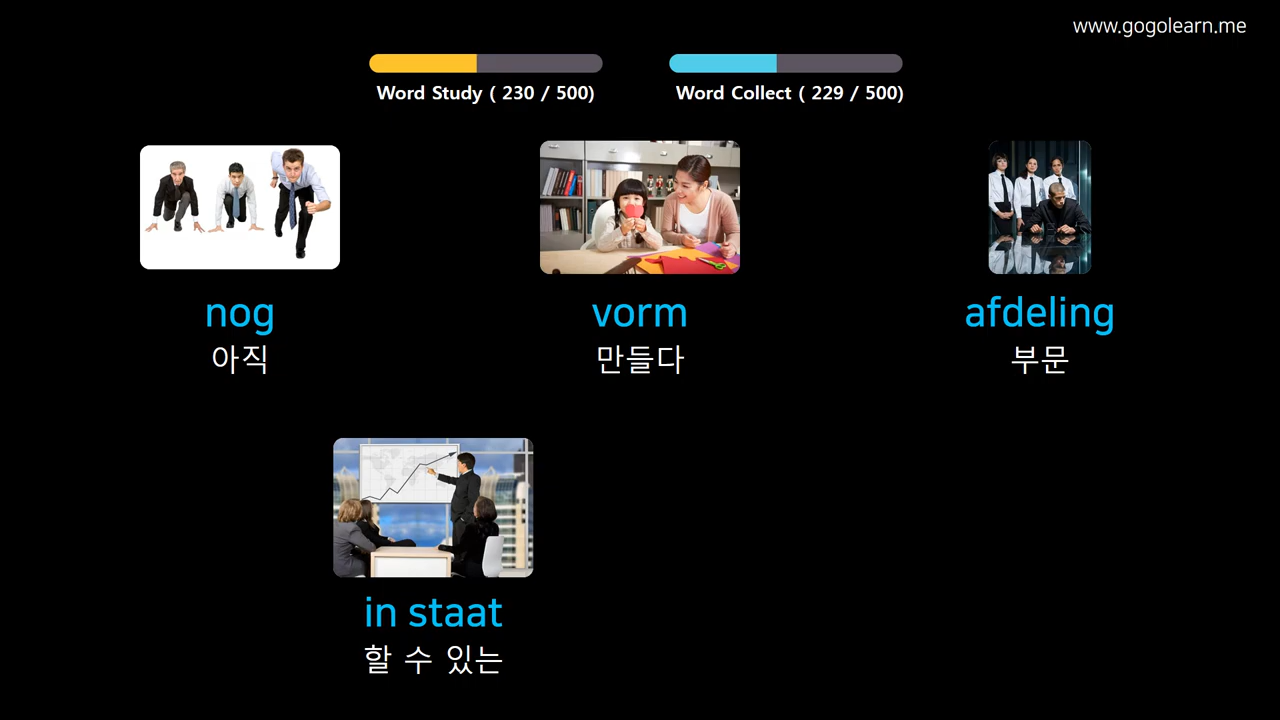 www.gogolearn.me
Word Study ( 230 / 500)
Word Collect ( 229 / 500)
nog
아직
vorm
만들다
afdeling
부문
in staat
할 수 있는